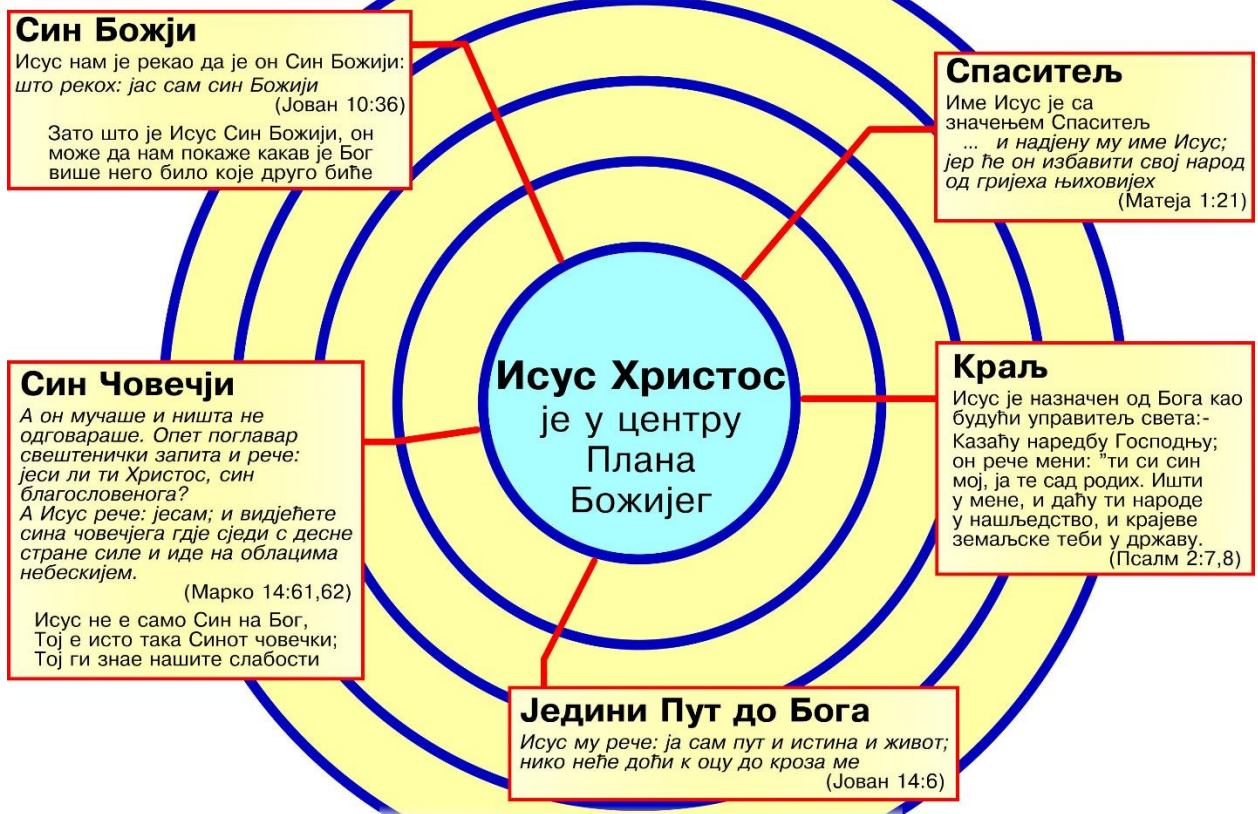 Син Божји
Исус нам је рекао да је он Син Божији:
што рекох: јас сам син Божији
(Јован 10:36)
Зато што је Исус Син Божији, он
може да нам покаже какав је Бог
више него било које друго биће
Спаситељ
Име Исус је са
значењем Спаситељ
... и надјену му име Исус;
јер ће он избавити свој народ
од гријеха њиховијех
(Матеја 1:21)
Исус Христос
је у центру
Плана
Божијег
Син Човечји
А он мучаше и ништа не
одговараше. Опет поглавар
свештенички запита и рече:
јеси ли ти Христос, син
благословенога?
А Исус рече: јесам; и видјећете
сина човечјега гдје сједи с десне
стране силе и иде на облацима
небескијем.
(Марко 14:61,62)
Исус не е само Син на Бог,
Тој е исто така Синот човечки;
Тој ги знае нашите слабости
Краљ
Исус је назначен од Бога као
будући управитељ света:-
Казаћу наредбу Господњу;
он рече мени: ”ти си син
мој, ја те сад родих. Ишти
у мене, и даћу ти народе
у нашљедство, и крајеве
земаљске теби у државу.
(Псалм 2:7,8)
Једини Пут до Бога
Исус му рече: ја сам пут и истина и живот;
нико неће доћи к оцу до кроза ме
(Јован 14:6)